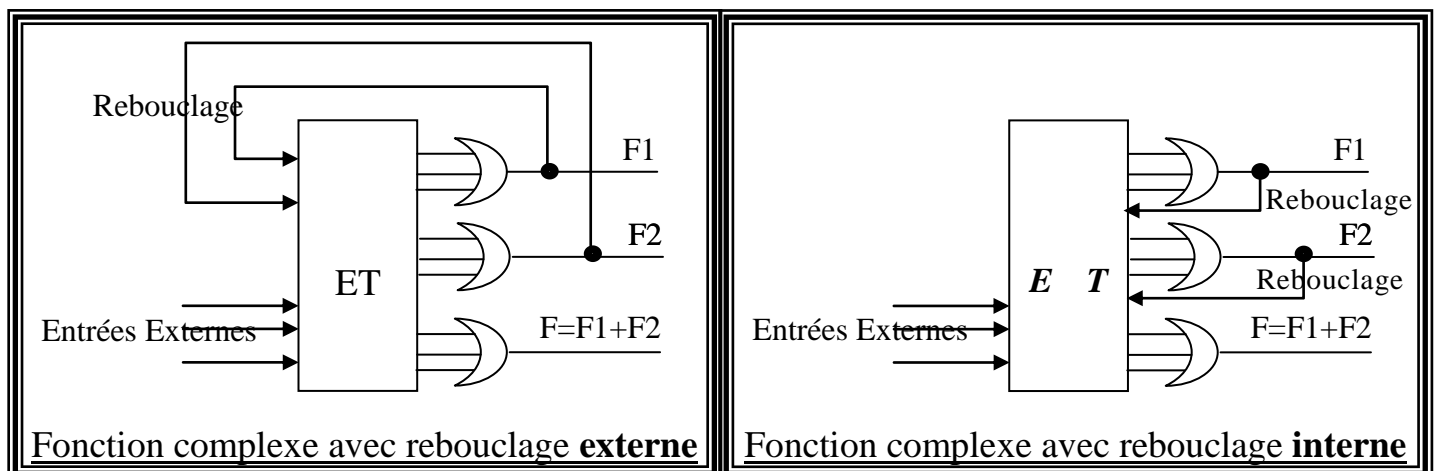 Rebouclage
F1
F2
ET
Entrées Externes
F=F1+F2
Fonction complexe avec rebouclage externe
F1
Rebouclage
F2
E T
Rebouclage
Entrées Externes
F=F1+F2
Fonction complexe avec rebouclage interne